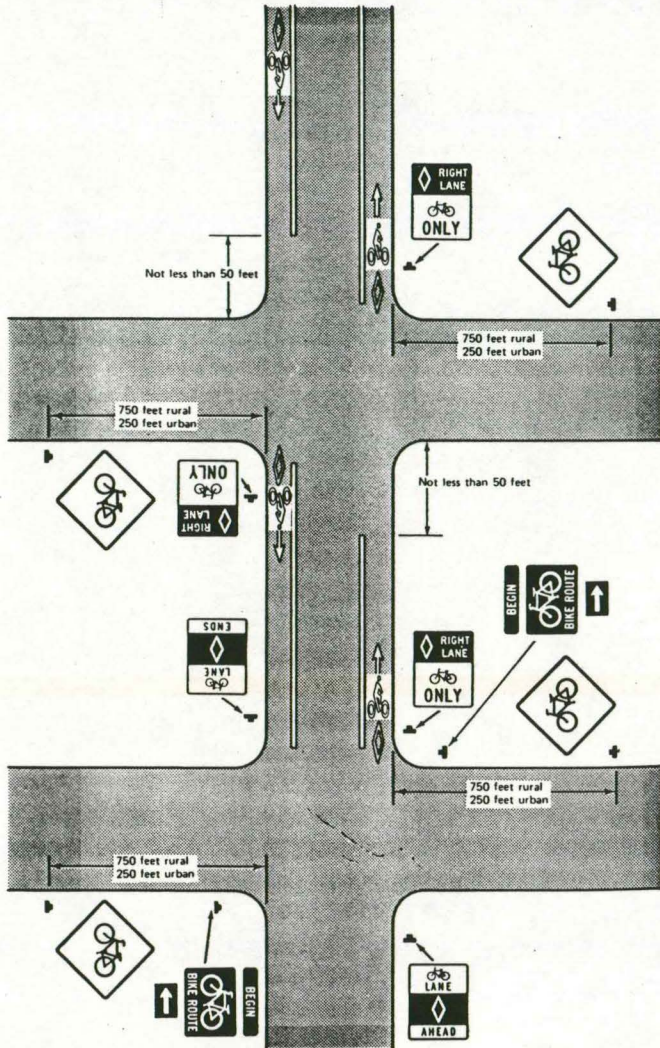 RIGHT
LANE
ONLY
Not less than 50 feet
750 feet rural
250 feet urban
750 feet rural
250 feet urban
RIGHT
LANE
ONLY
Not less than 50 feet
BEGIN
BIKE ROUTE
LANE
ENDS
RIGHT
LANE
ONLY
750 feet rural
250 feet urban
750 feet rural
250 feet urban
BEGIN
BIKE ROUTE
LANE
AHEAD